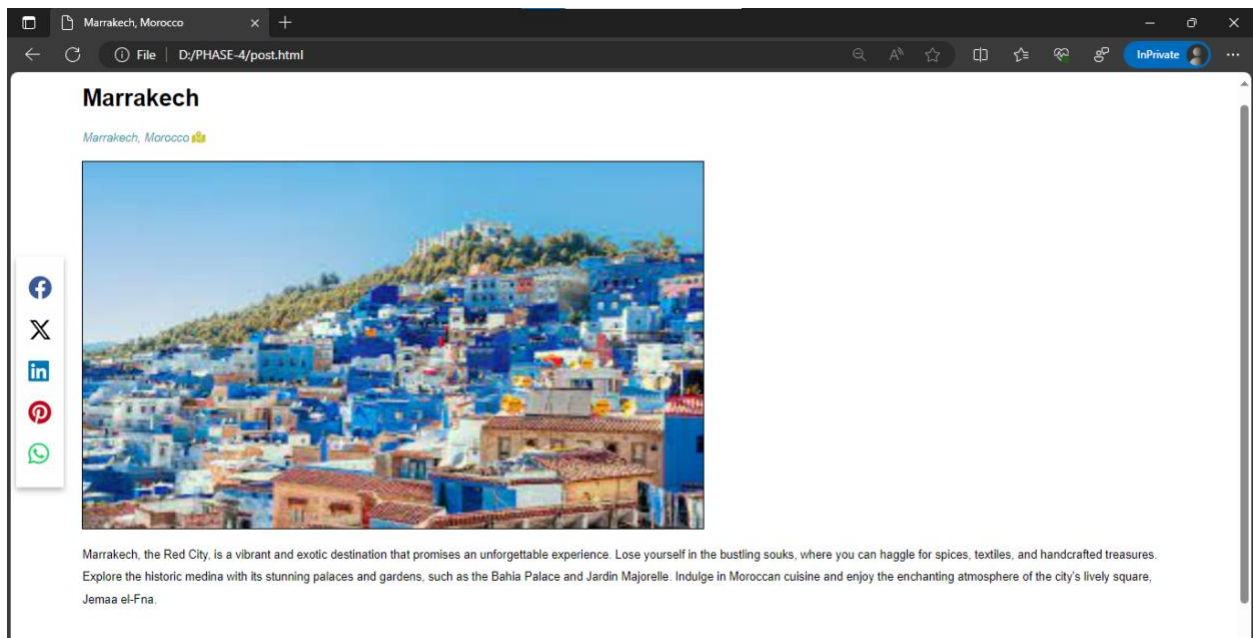 Marrakech, Morocco
File | D:/PHASE-4/post.html
InPrivate
Marrakech
Marrakech, Morocco
in
Marrakech, the Red City, is a vibrant and exotic destination that promises an unforgettable experience. Lose yourself in the bustling souks, where you can haggle for spices, textiles, and handcrafted treasures.
Explore the historic medina with its stunning palaces and gardens, such as the Bahia Palace and Jardin Majorelle. Indulge in Moroccan cuisine and enjoy the enchanting atmosphere of the city's lively square,
Jemaa el-Fna.